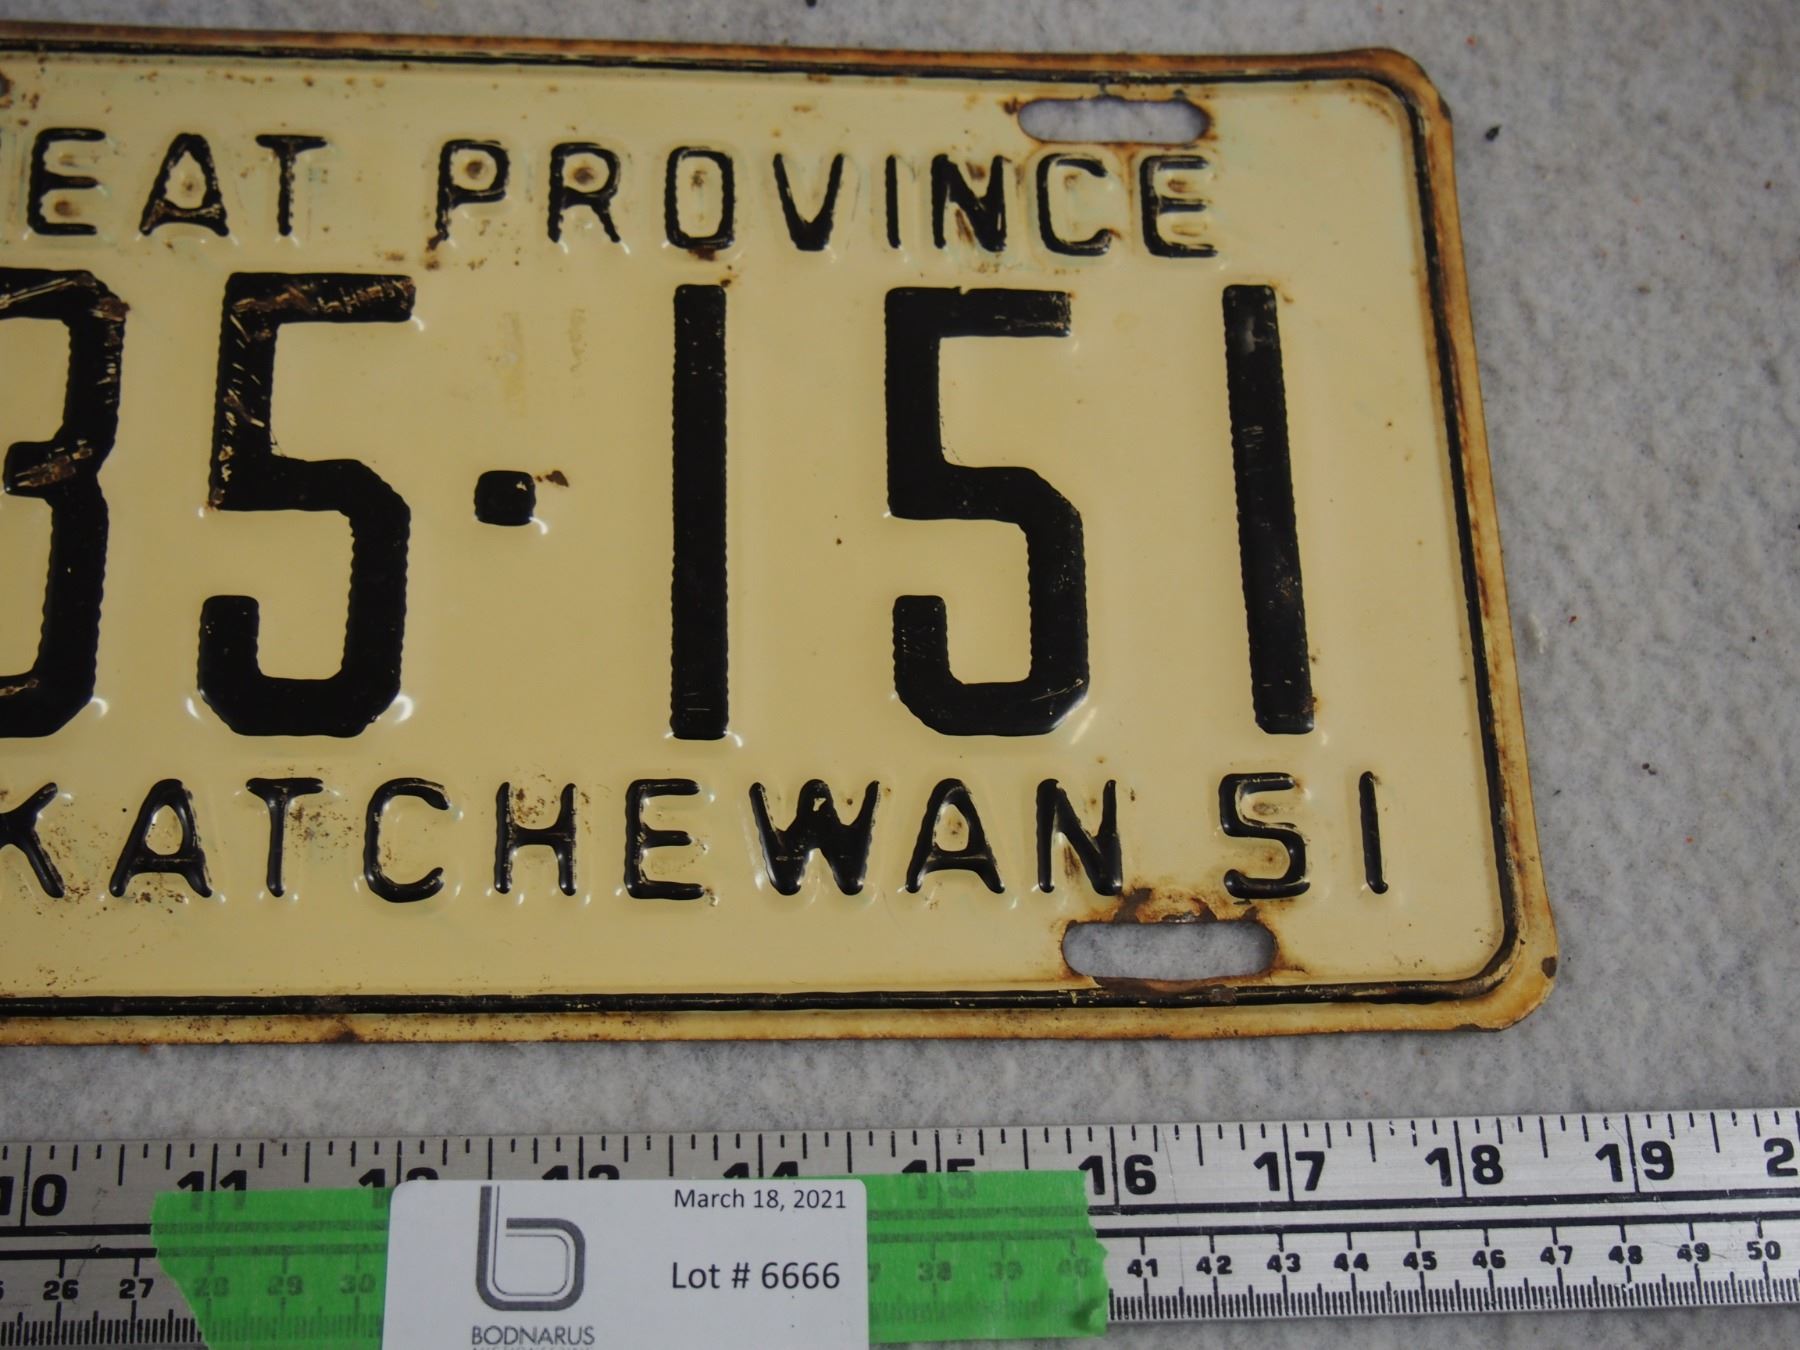 EAT PROVINCE
35·151
KATCHEWAN 51
10 11 12 13 14 15 16 17 18 19 2
26 27 28 29 30 38 39 40 41 42 43 44 45 46 47 48 49 50
March 18, 2021
Lot # 6666
BODNARUS